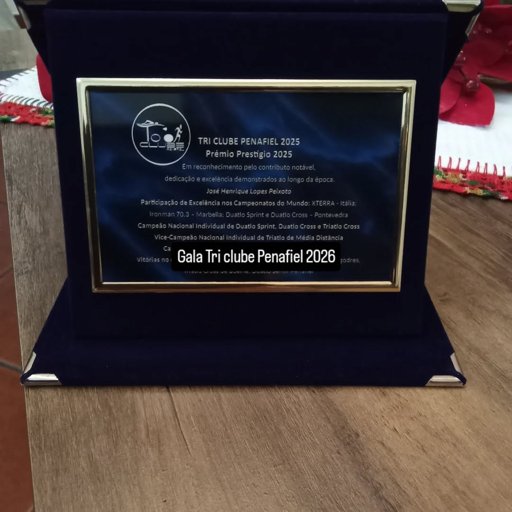 TRI CLUBE PENAFIEL 2025
Prémio Prestígio 2025
Em reconhecimento pelo contributo notável,
dedicação e excelência demonstrados ao longo da época.
José Henrique Lopes Peixoto
Participação de Excelência nos Campeonatos do Mundo: XTERRA - Itália;
Ironman 70.3 - Marbella; Duatlo Sprint e Duatlo Cross - Pontevedra
Campeão Nacional Individual de Duatlo Sprint, Duatlo Cross e Triatlo Cross
Vice-Campeão Nacional Individual de Triatlo de Média Distância
Gala Tri clube Penafiel 2026
Vitórias